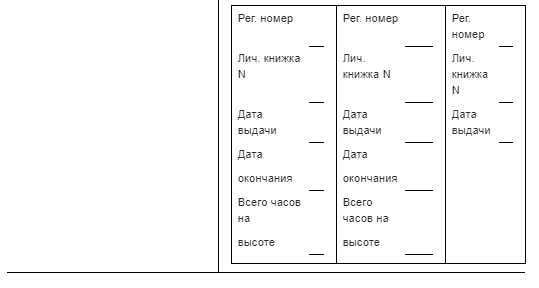 Рег. номер
Лич. книжка
N
Дата
выдачи
Дата
окончания
Всего часов
на
высоте
Рег. номер
Лич.
книжка N
Дата
выдачи
Дата
окончания
Всего
часов на
высоте
Рег.
номер
Лич.
книжка
N
Дата
выдачи